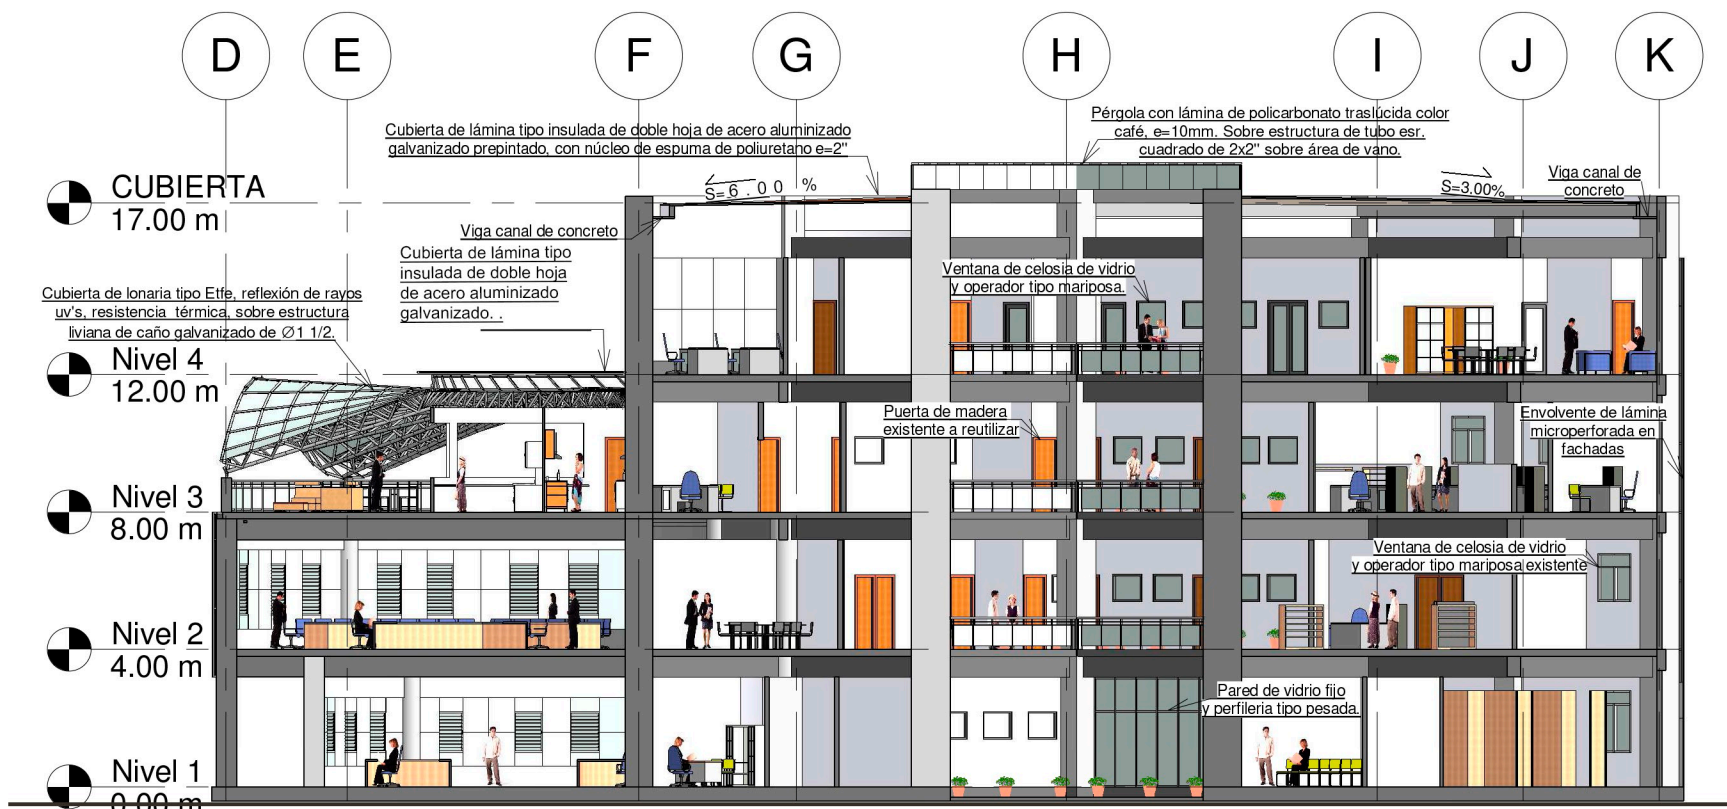 D E F G H I J K
Cubierta de lámina tipo insulada de doble hoja de acero aluminizado
galvanizado prepintado, con núcleo de espuma de poliuretano e=2"
Pérgola con lámina de policarbonato traslúcida color
café, e=10mm. Sobre estructura de tubo esr.
cuadrado de 2x2" sobre área de vano.
CUBIERTA
17.00 m
S=6.00 %
S=3.00%
Viga canal de
concreto
Viga canal de concreto
Cubierta de lámina tipo
insulada de doble hoja
de acero aluminizado
galvanizado. .
Ventana de celosia de vidrio
y operador tipo mariposa.
Cubierta de lonaria tipo Etfe, reflexión de rayos
uv's, resistencia térmica, sobre estructura
liviana de caño galvanizado de Ø1 1/2.
Nivel 4
12.00 m
Puerta de madera
existente a reutilizar
Envolvente de lámina
microperforada en
fachadas
Nivel 3
8.00 m
Ventana de celosia de vidrio
y operador tipo mariposa existente
Nivel 2
4.00 m
Pared de vidrio fijo
y perfileria tipo pesada.
Nivel 1
0.00 m